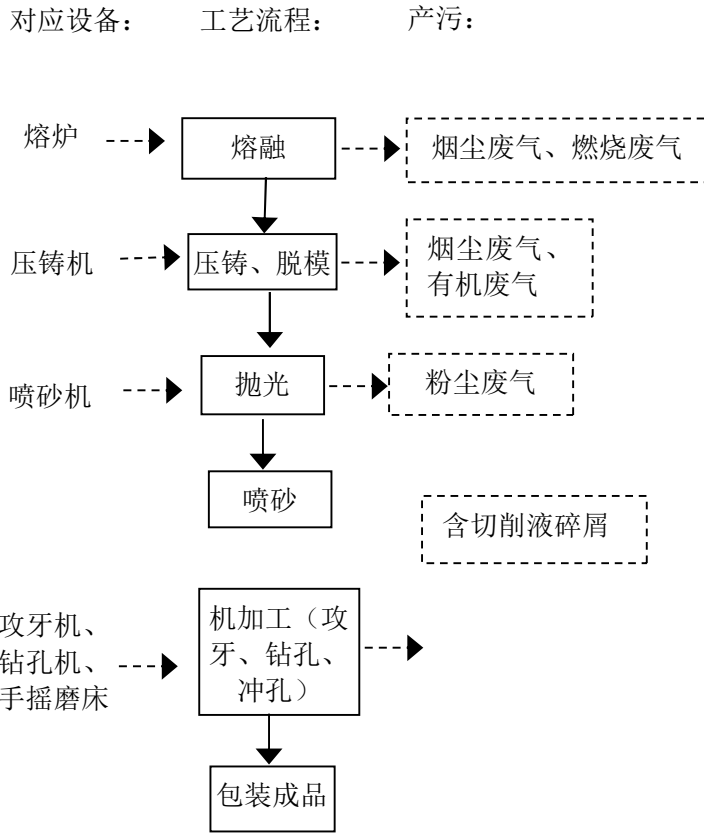 对应设备：
工艺流程：
产污：
熔炉
熔融
烟尘废气、燃烧废气
压铸机
压铸、脱模
烟尘废气、
有机废气
喷砂机
抛光
粉尘废气
喷砂
含切削液碎屑
攻牙机、
钻孔机、
手摇磨床
机加工（攻
牙、钻孔、
冲孔）
包装成品